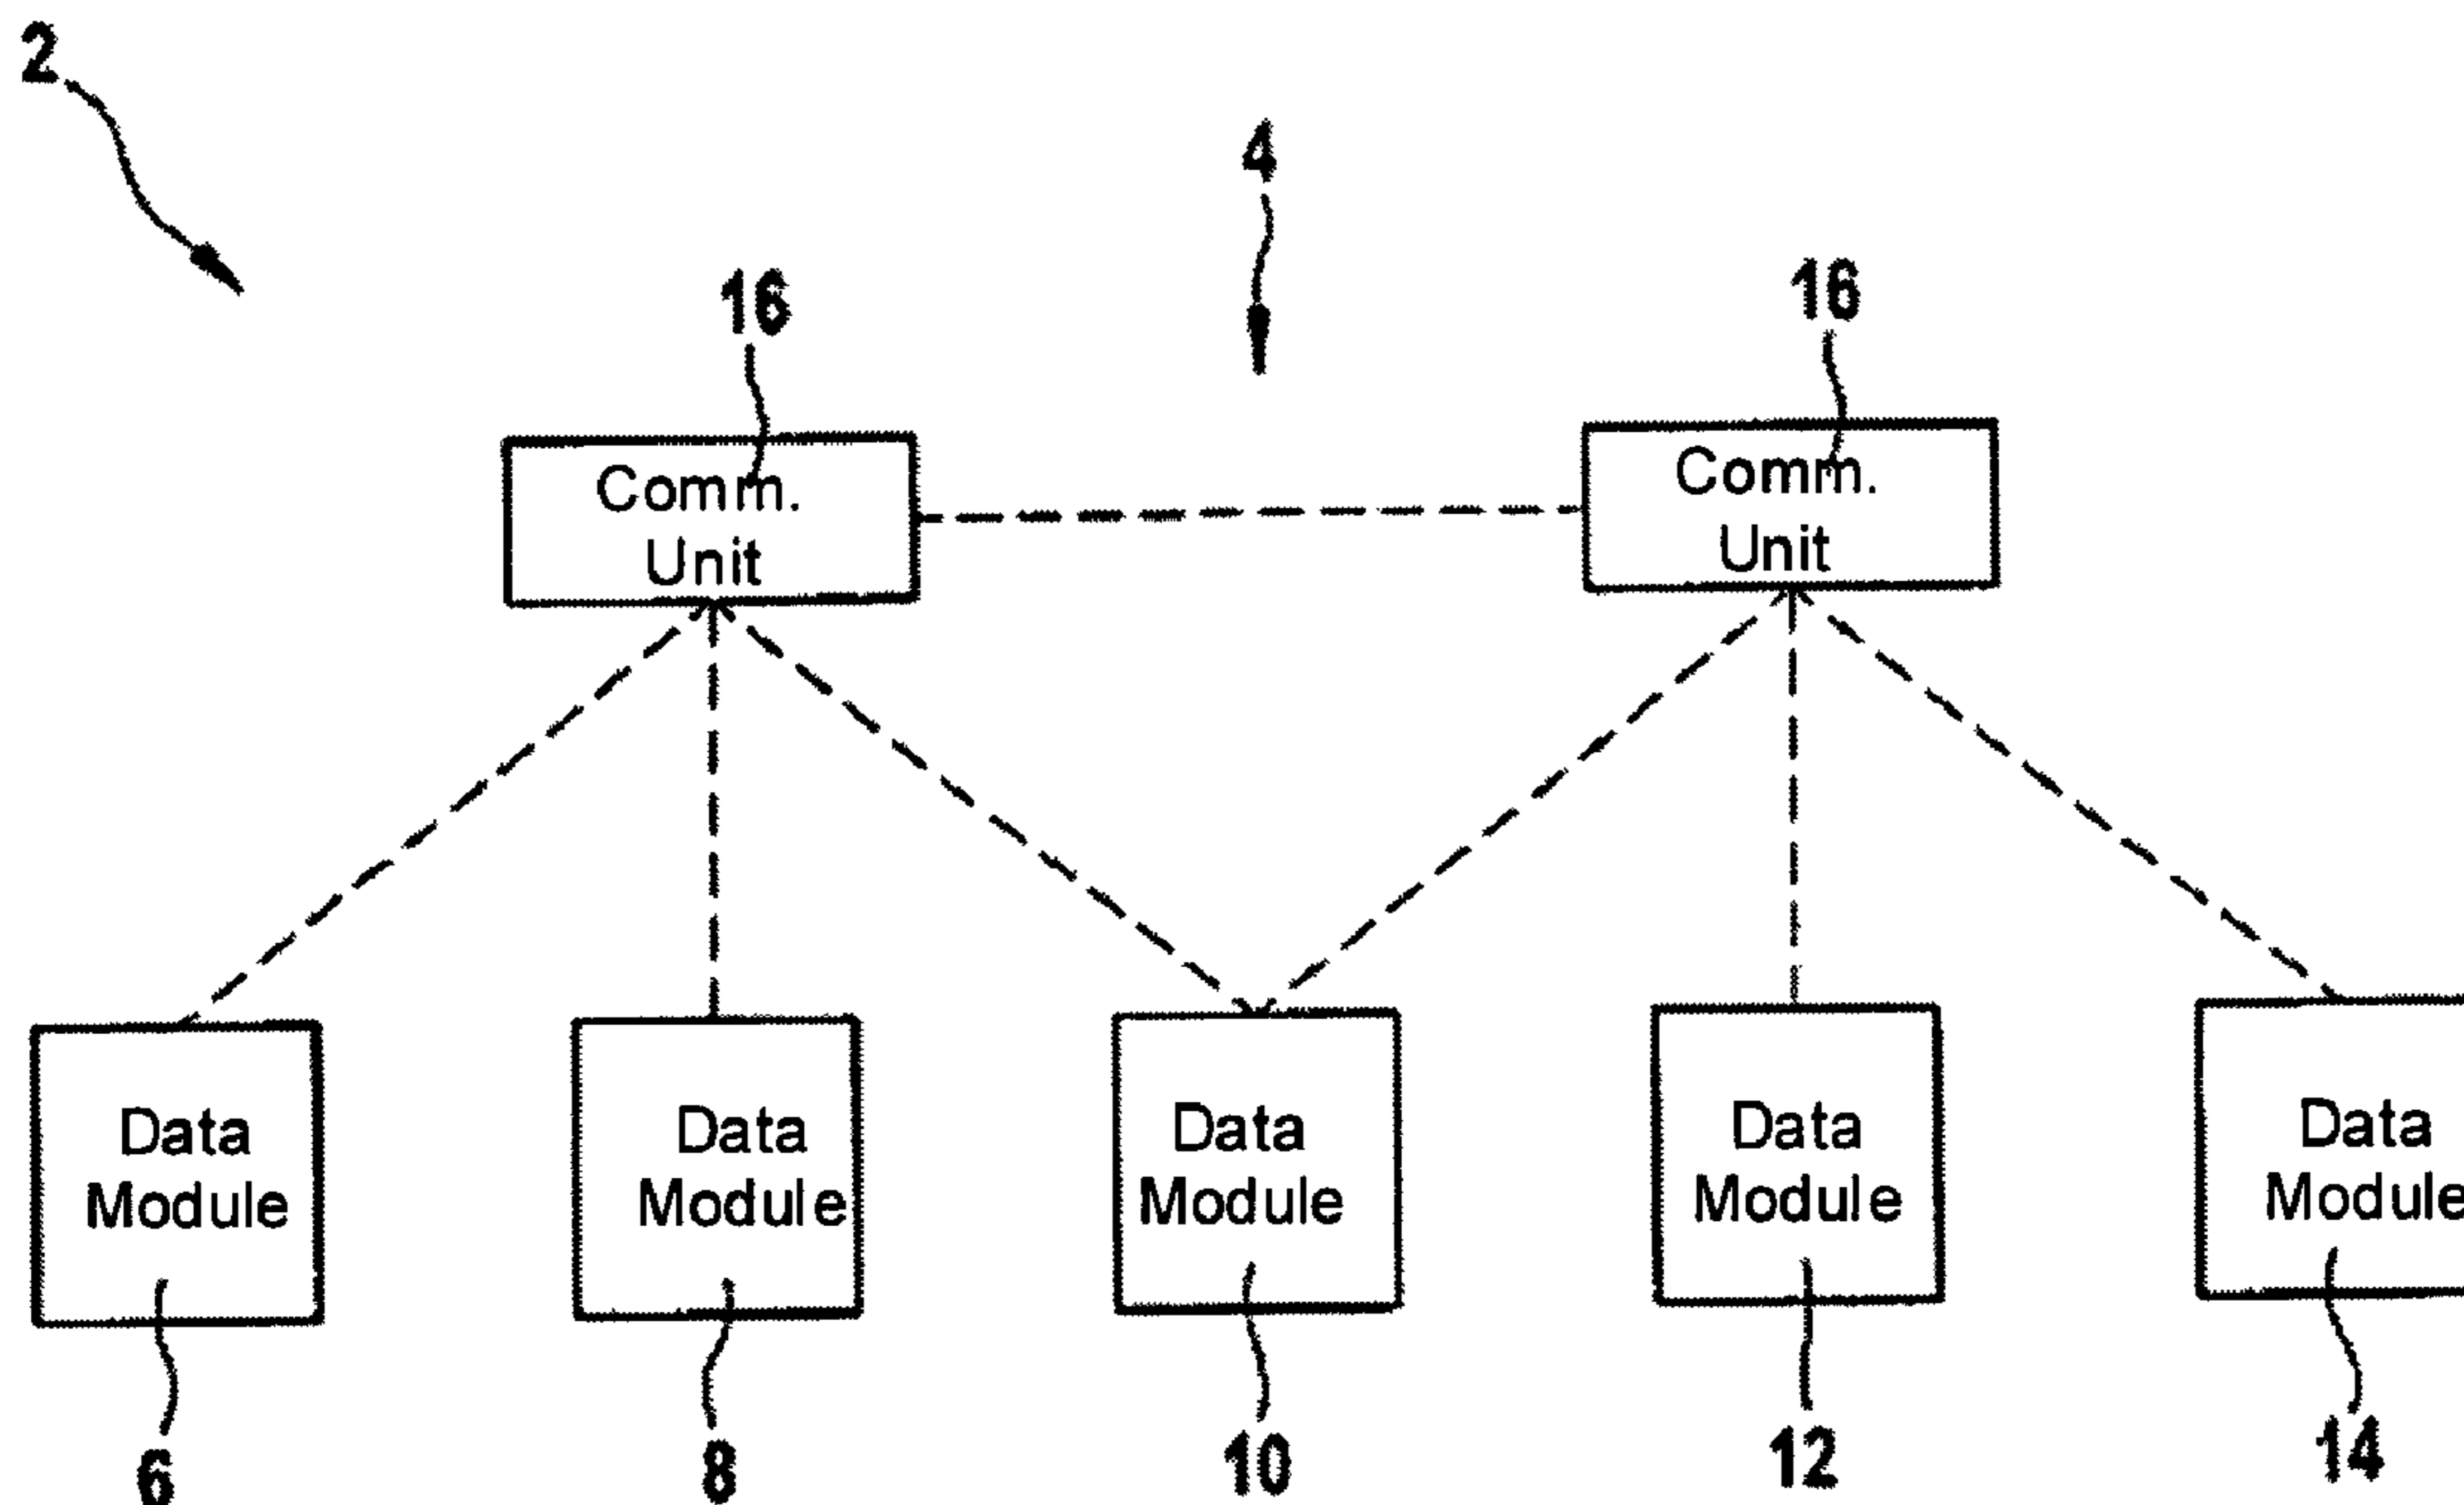 2
4
16
16
Comm.
Unit
Comm.
Unit
Data
Module
Data
Module
Data
Module
Data
Module
Data
Module
6
8
10
12
14